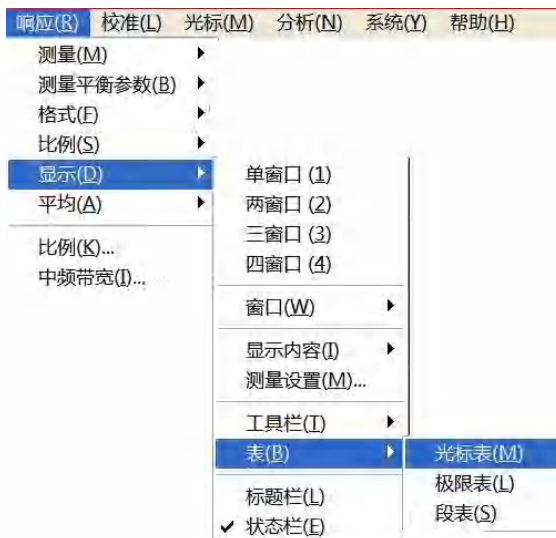 响应(R) 校准(L) 光标(M) 分析(N) 系统(Y) 帮助(H)
测量(M)
测量平衡参数(B)
格式(F)
比例(S)
显示(D)
平均(A)
比例(K)...
中频带宽(I)...
单窗口 (1)
两窗口 (2)
三窗口 (3)
四窗口 (4)
窗口(W)
显示内容(I)
测量设置(M)...
工具栏(T)
表(B)
标题栏(L)
✓ 状态栏(E)
光标表(M)
极限表(L)
段表(S)